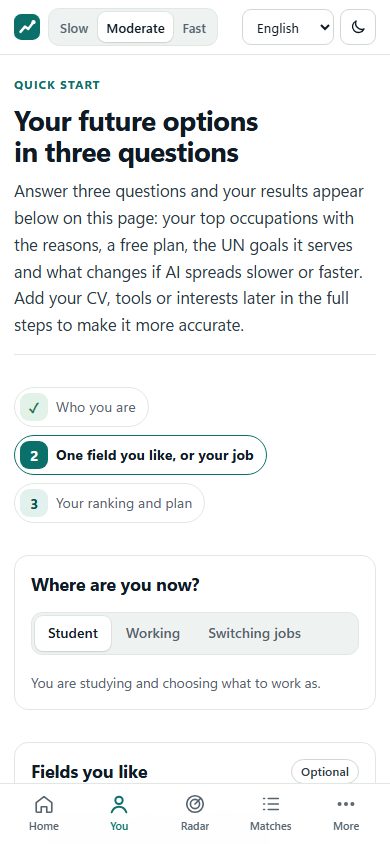 Slow Moderate Fast English
QUICK START
Your future options
in three questions
Answer three questions and your results appear
below on this page: your top occupations with
the reasons, a free plan, the UN goals it serves
and what changes if AI spreads slower or faster.
Add your CV, tools or interests later in the full
steps to make it more accurate.
✓ Who you are
2 One field you like, or your job
3 Your ranking and plan
Where are you now?
Student Working Switching jobs
You are studying and choosing what to work as.
Fields you like Optional
Home You Radar Matches More